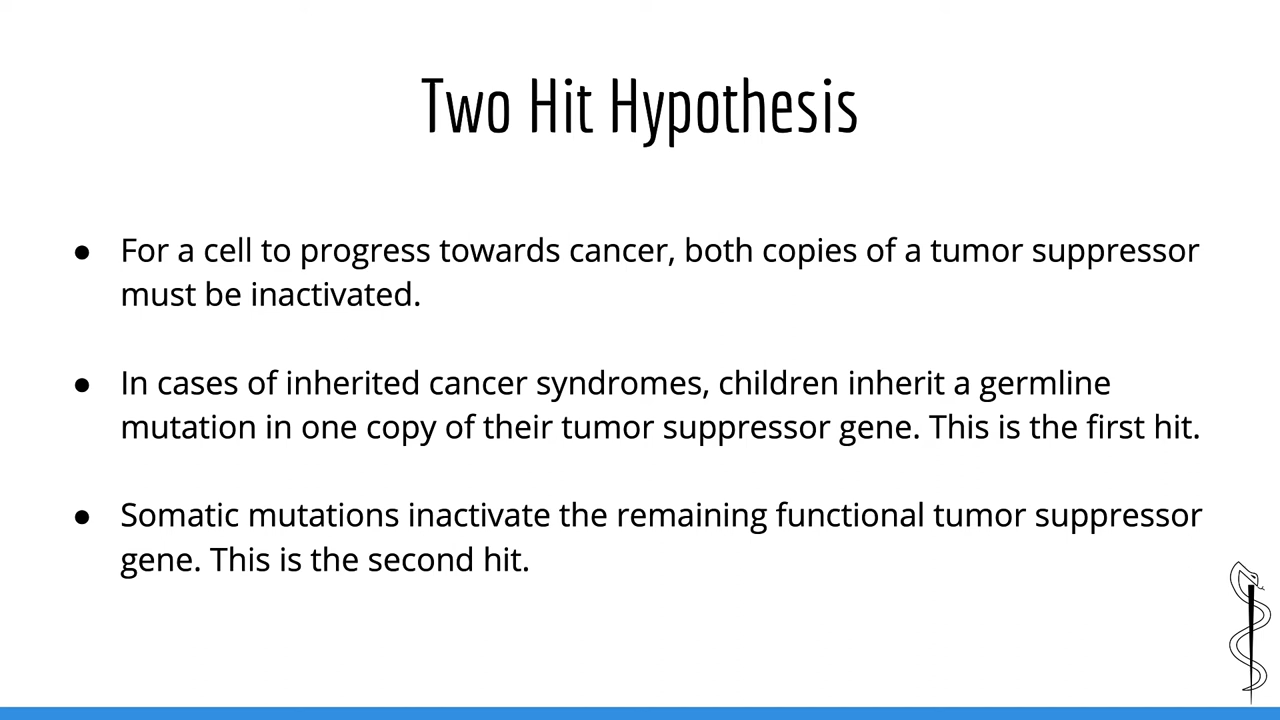 Two Hit Hypothesis
● For a cell to progress towards cancer, both copies of a tumor suppressor
must be inactivated.
● In cases of inherited cancer syndromes, children inherit a germline
mutation in one copy of their tumor suppressor gene. This is the first hit.
● Somatic mutations inactivate the remaining functional tumor suppressor
gene. This is the second hit.